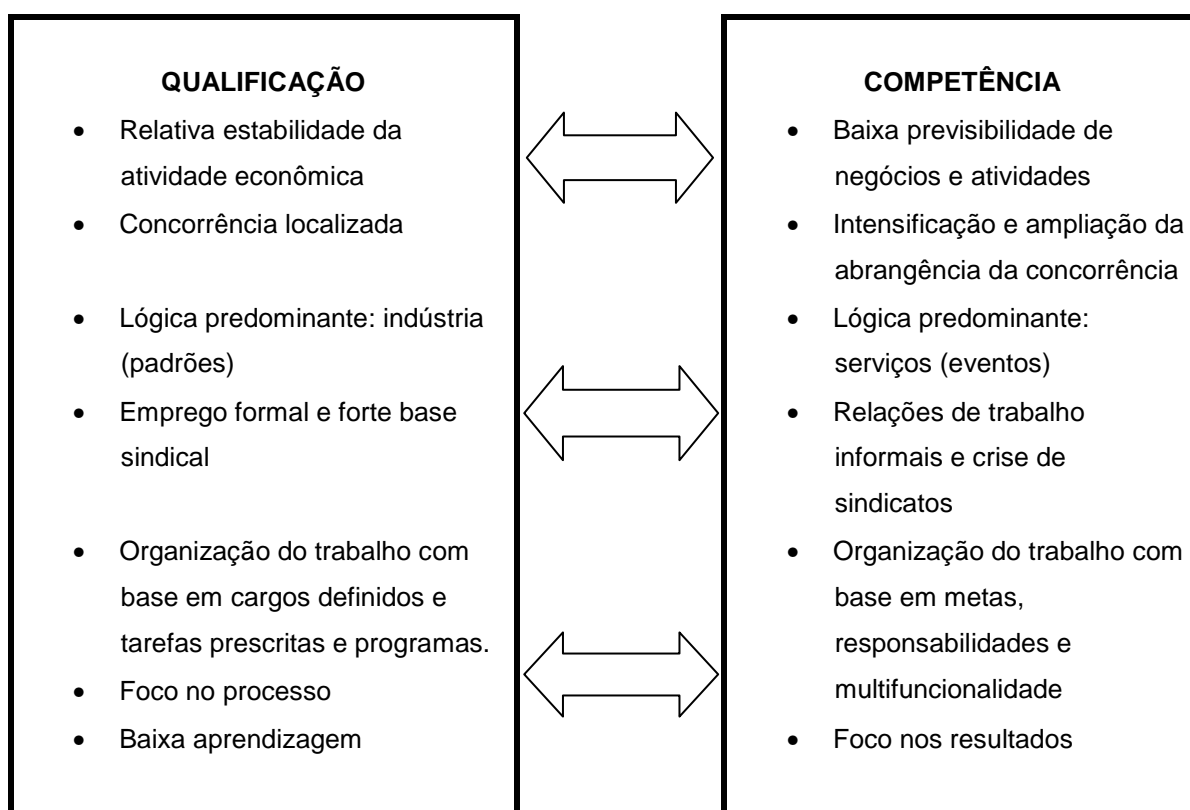 QUALIFICAÇÃO
• Relativa estabilidade da
atividade econômica
• Concorrência localizada
• Lógica predominante: indústria
(padrões)
• Emprego formal e forte base
sindical
• Organização do trabalho com
base em cargos definidos e
tarefas prescritas e programas.
• Foco no processo
• Baixa aprendizagem
COMPETÊNCIA
• Baixa previsibilidade de
negócios e atividades
• Intensificação e ampliação da
abrangência da concorrência
• Lógica predominante:
serviços (eventos)
• Relações de trabalho
informais e crise de
sindicatos
• Organização do trabalho com
base em metas,
responsabilidades e
multifuncionalidade
• Foco nos resultados